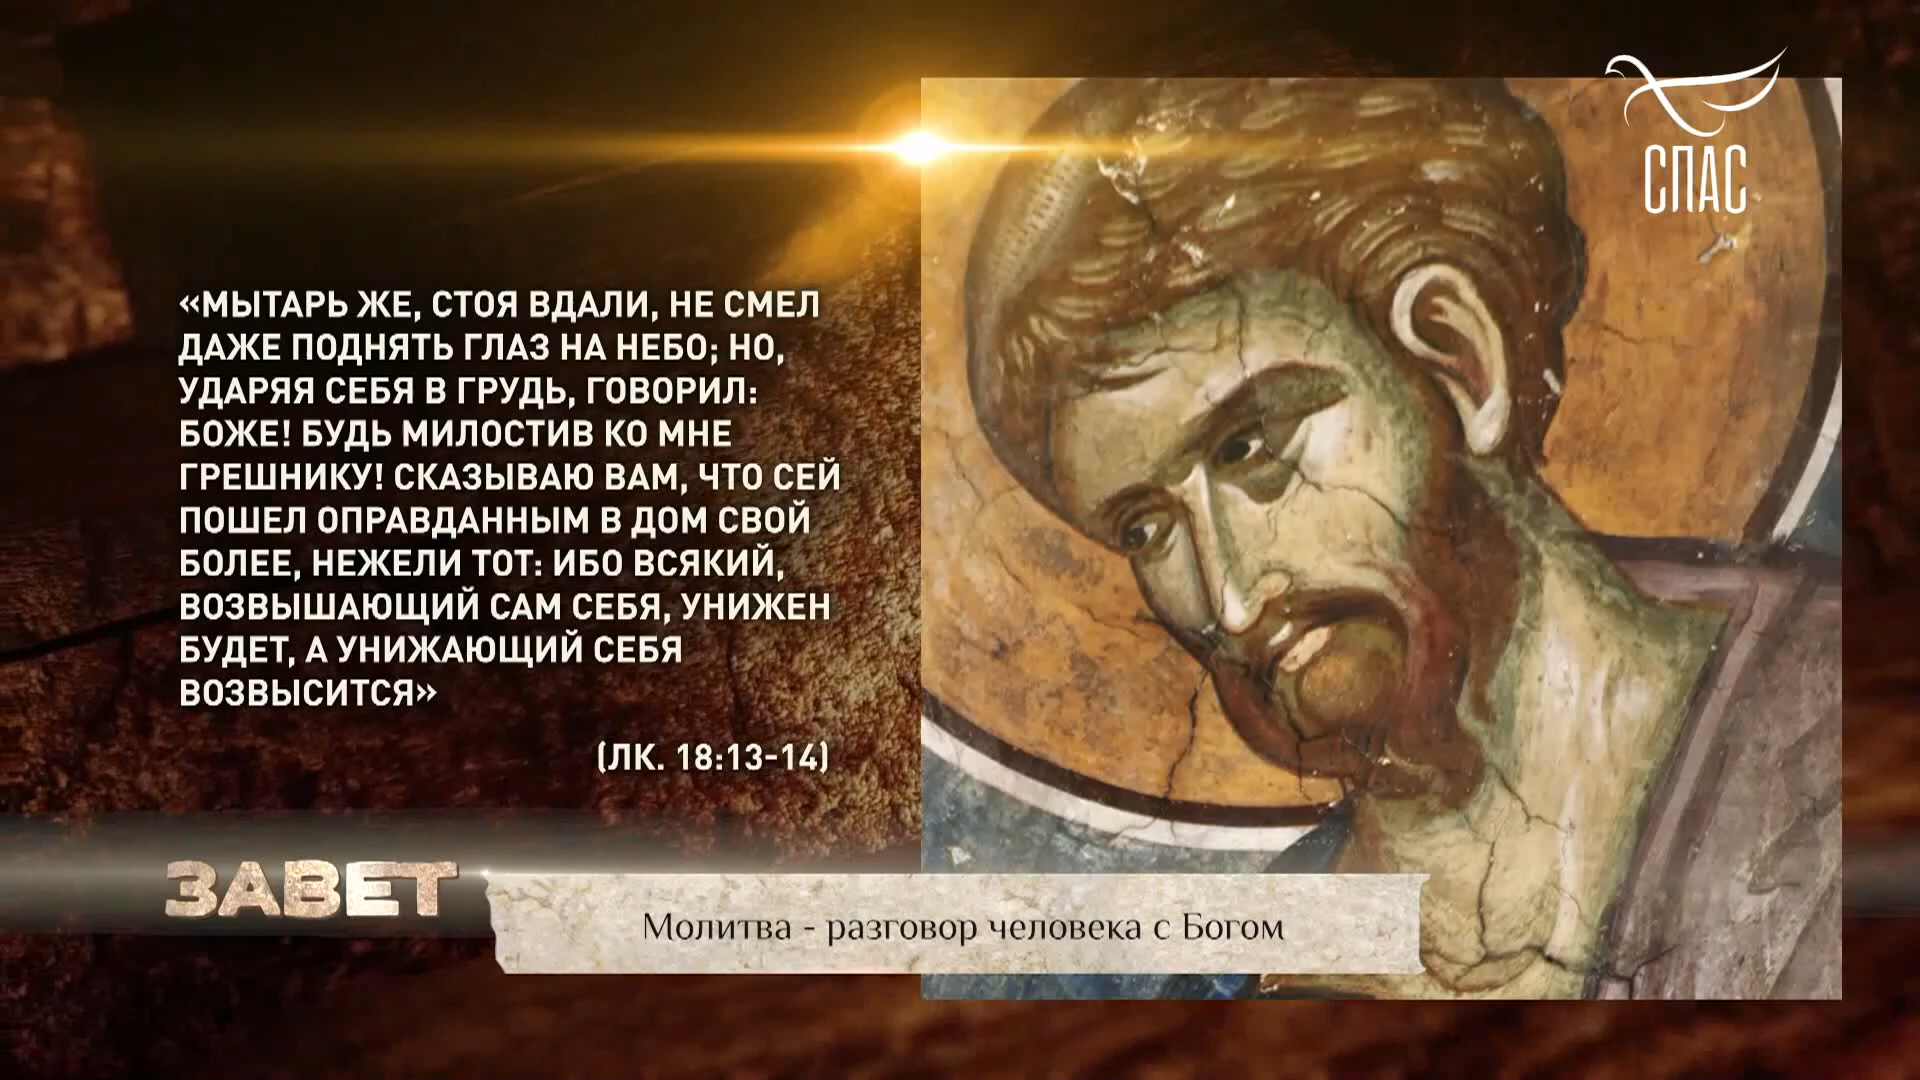 СПАС
«МЫТАРЬ ЖЕ, СТОЯ ВДАЛИ, НЕ СМЕЛ
ДАЖЕ ПОДНЯТЬ ГЛАЗ НА НЕБО; НО,
УДАРЯЯ СЕБЯ В ГРУДЬ, ГОВОРИЛ:
БОЖЕ! БУДЬ МИЛОСТИВ КО МНЕ
ГРЕШНИКУ! СКАЗЫВАЮ ВАМ, ЧТО СЕЙ
ПОШЕЛ ОПРАВДАННЫМ В ДОМ СВОЙ
БОЛЕЕ, НЕЖЕЛИ ТОТ: ИБО ВСЯКИЙ,
ВОЗВЫШАЮЩИЙ САМ СЕБЯ, УНИЖЕН
БУДЕТ, А УНИЖАЮЩИЙ СЕБЯ
ВОЗВЫСИТСЯ»
(ЛК. 18:13-14)
ЗАВЕТ
Молитва - разговор человека с Богом